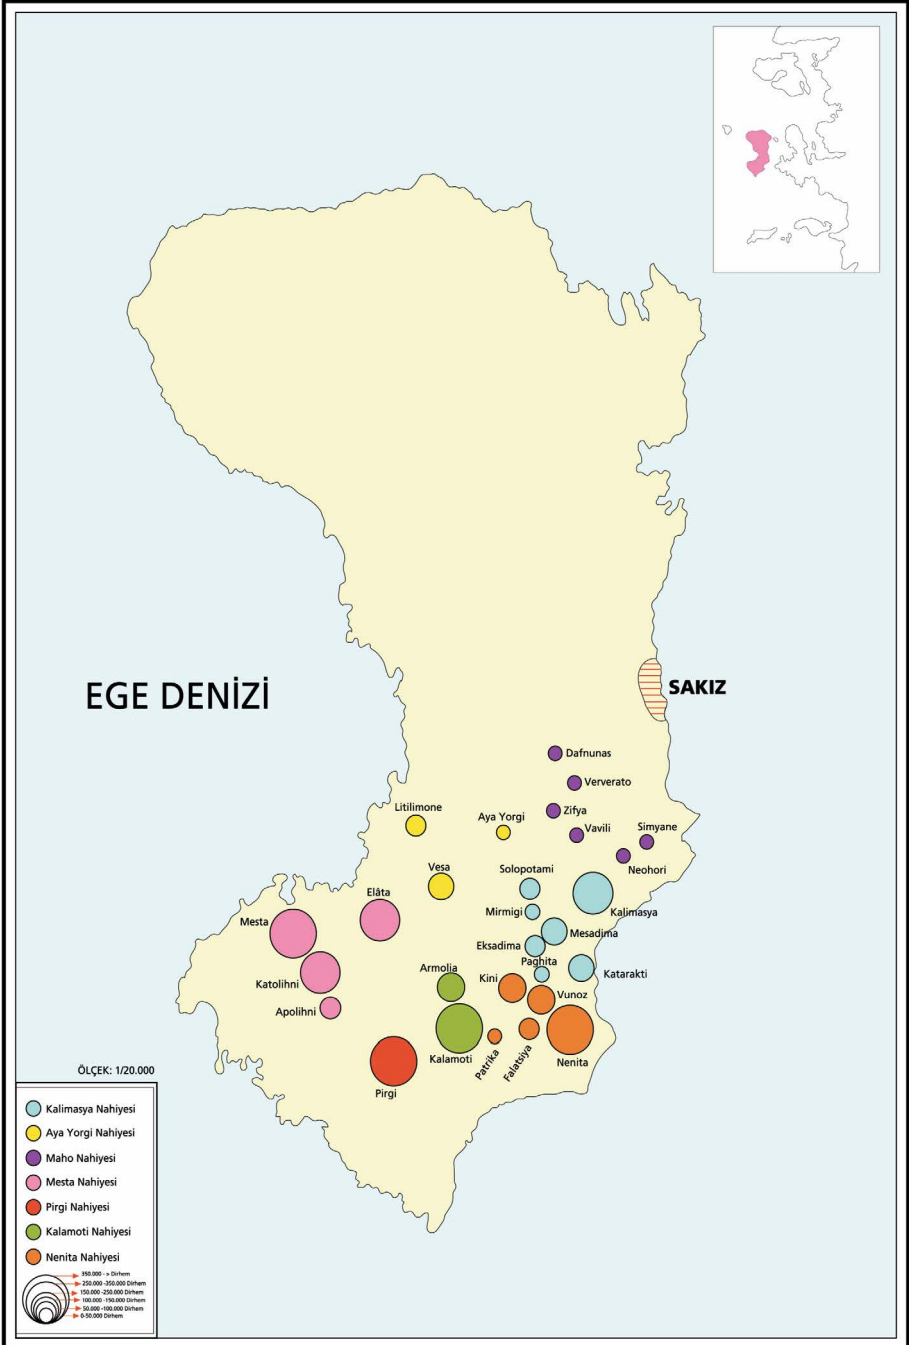 EGE DENİZİ
SAKIZ
Dafnunas
Ververato
Zifya
Litilimone
Aya Yorgi
Vavili
Simyane
Neohori
Vesa
Solopotami
Elâta
Mirmigi
Kalimasya
Mesta
Mesadima
Eksadima
Paghita
Armolia
Kini
Katarakti
Katolihni
Vunoz
Apolihni
Kalamoti
Patrika
Falatsiya
Nenita
Pirgi
ÖLÇEK: 1/20.000
Kalimasya Nahiyesi
Aya Yorgi Nahiyesi
Maho Nahiyesi
Mesta Nahiyesi
Pirgi Nahiyesi
Kalamoti Nahiyesi
Nenita Nahiyesi
350.000 - > Dirhem
250.000 -350.000 Dirhem
150.000 -250.000 Dirhem
100.000 -150.000 Dirhem
50.000 -100.000 Dirhem
0-50.000 Dirhem